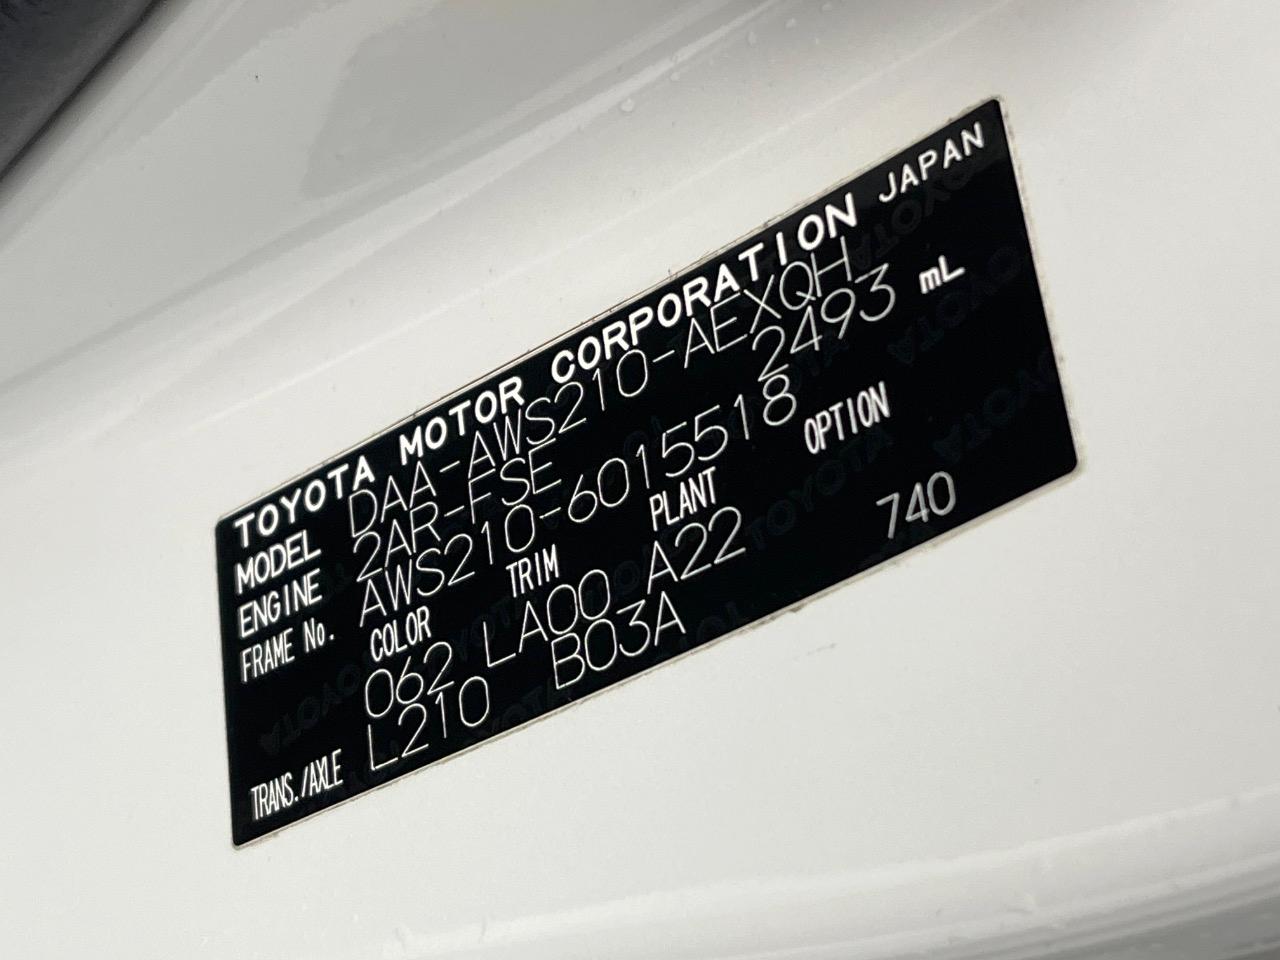 TOYOTA MOTOR CORPORATION JAPAN
MODEL DAA-AWS210-AEXQH
ENGINE 2AR-FSE 2493 mL
FRAME No. AWS210-6015518
COLOR TRIM PLANT OPTION
062 LA00 A22 740
TRANS./AXLE L210 B03A